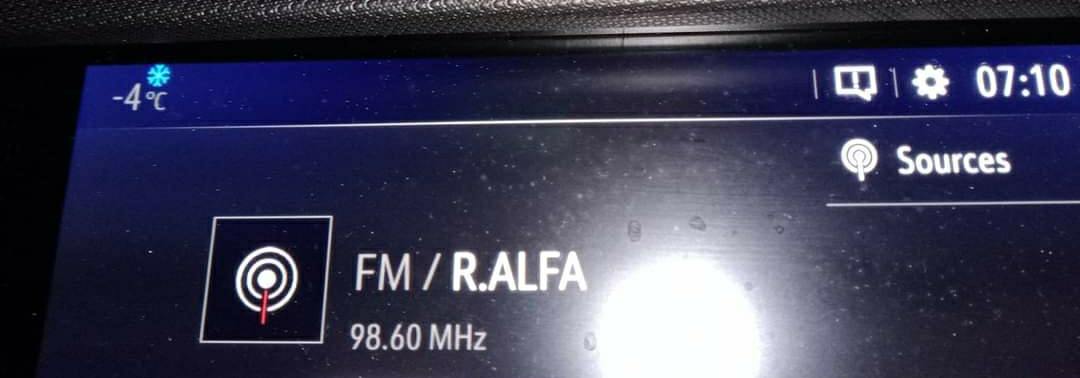 -4°C
07:10
Sources
FM / R.ALFA
98.60 MHz